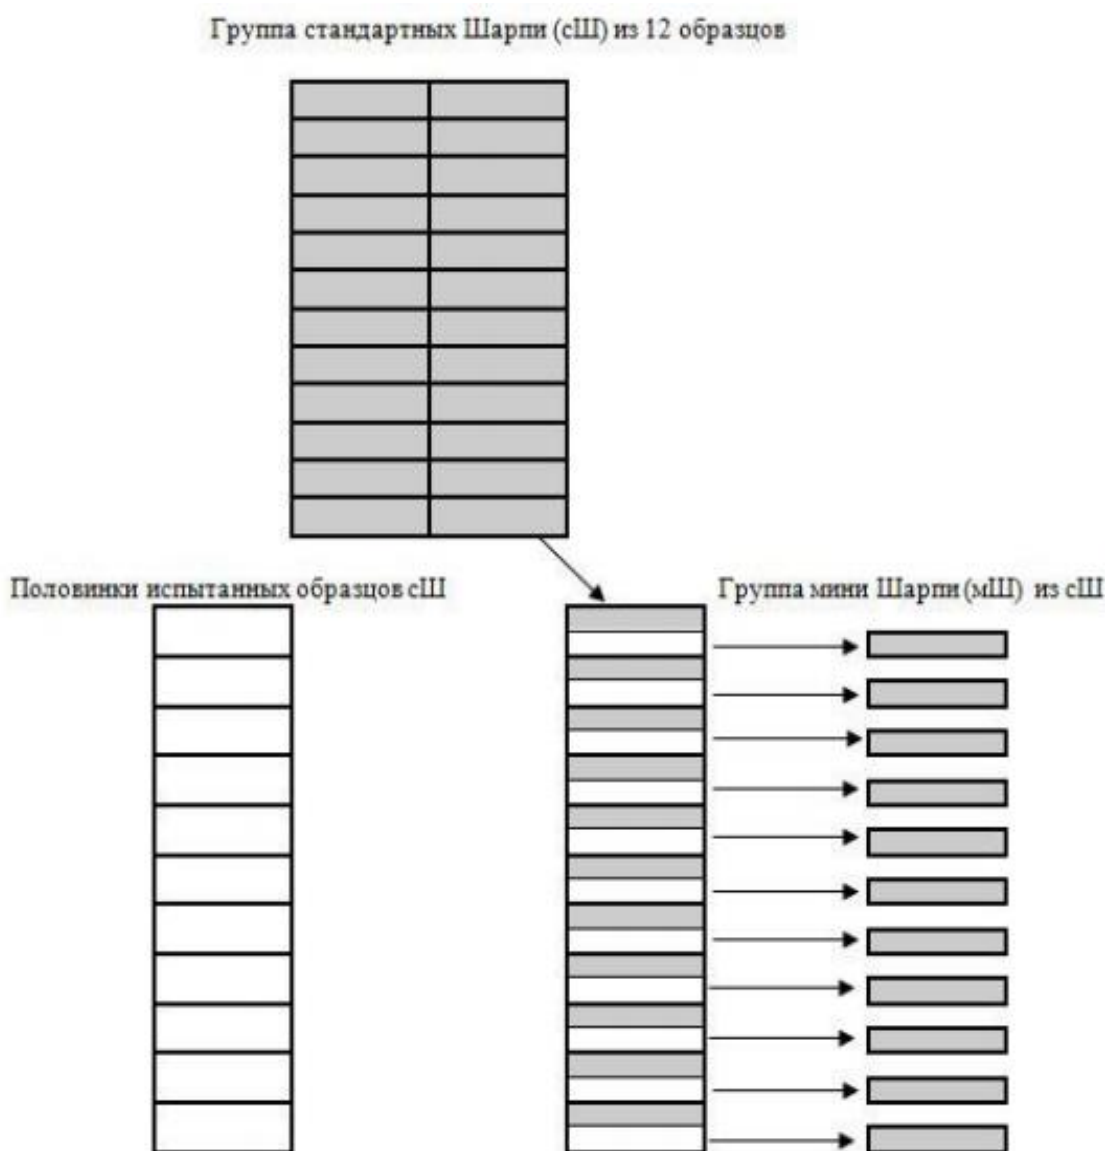 Группа стандартных Шарпи (сШ) из 12 образцов
Половинки испытанных образцов сШ
Группа мини Шарпи (мШ) из сШ